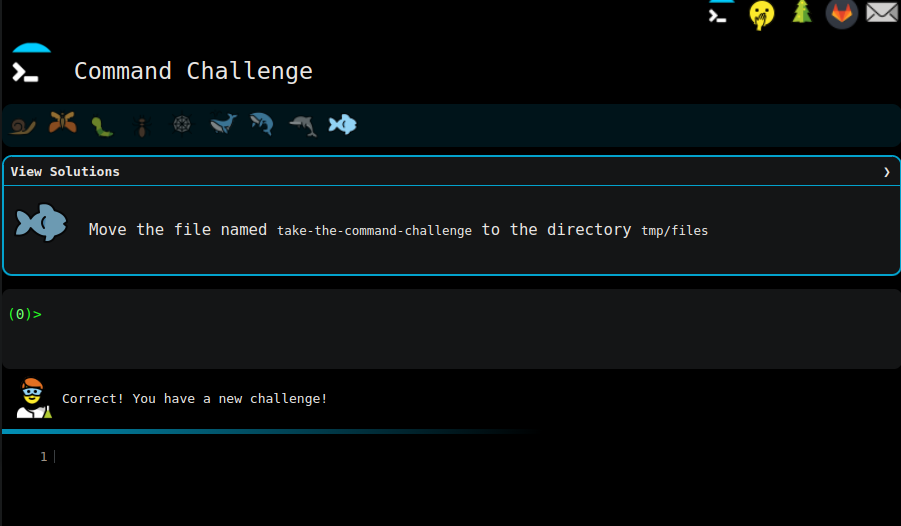 Command Challenge
View Solutions ❯
Move the file named take-the-command-challenge to the directory tmp/files
(0)>
Correct! You have a new challenge!
1